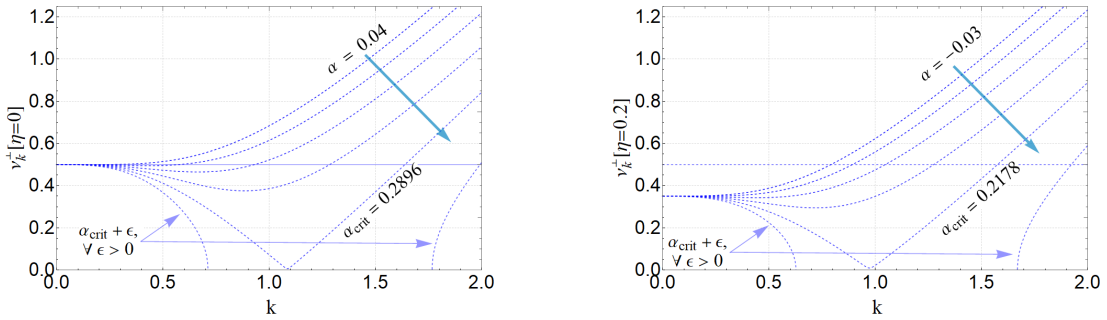 1.2
1.0
0.8
0.6
0.4
0.2
0.0
0.0 0.5 1.0 1.5 2.0
k
ν_k^⊥[η=0]
α = 0.04
α_crit = 0.2896
α_crit + ϵ,
∀ ϵ > 0
1.2
1.0
0.8
0.6
0.4
0.2
0.0
0.0 0.5 1.0 1.5 2.0
k
ν_k^±[η=0.2]
α = −0.03
α_crit = 0.2178
α_crit + ϵ,
∀ ϵ > 0